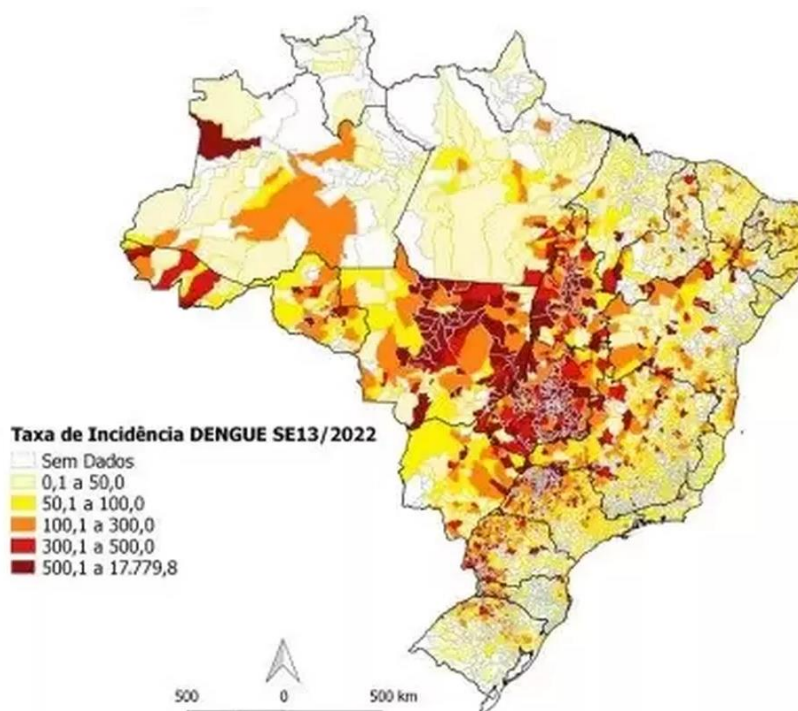 Taxa de Incidência DENGUE SE13/2022
Sem Dados
0,1 a 50,0
50,1 a 100,0
100,1 a 300,0
300,1 a 500,0
500,1 a 17.779,8
500 0 500 km